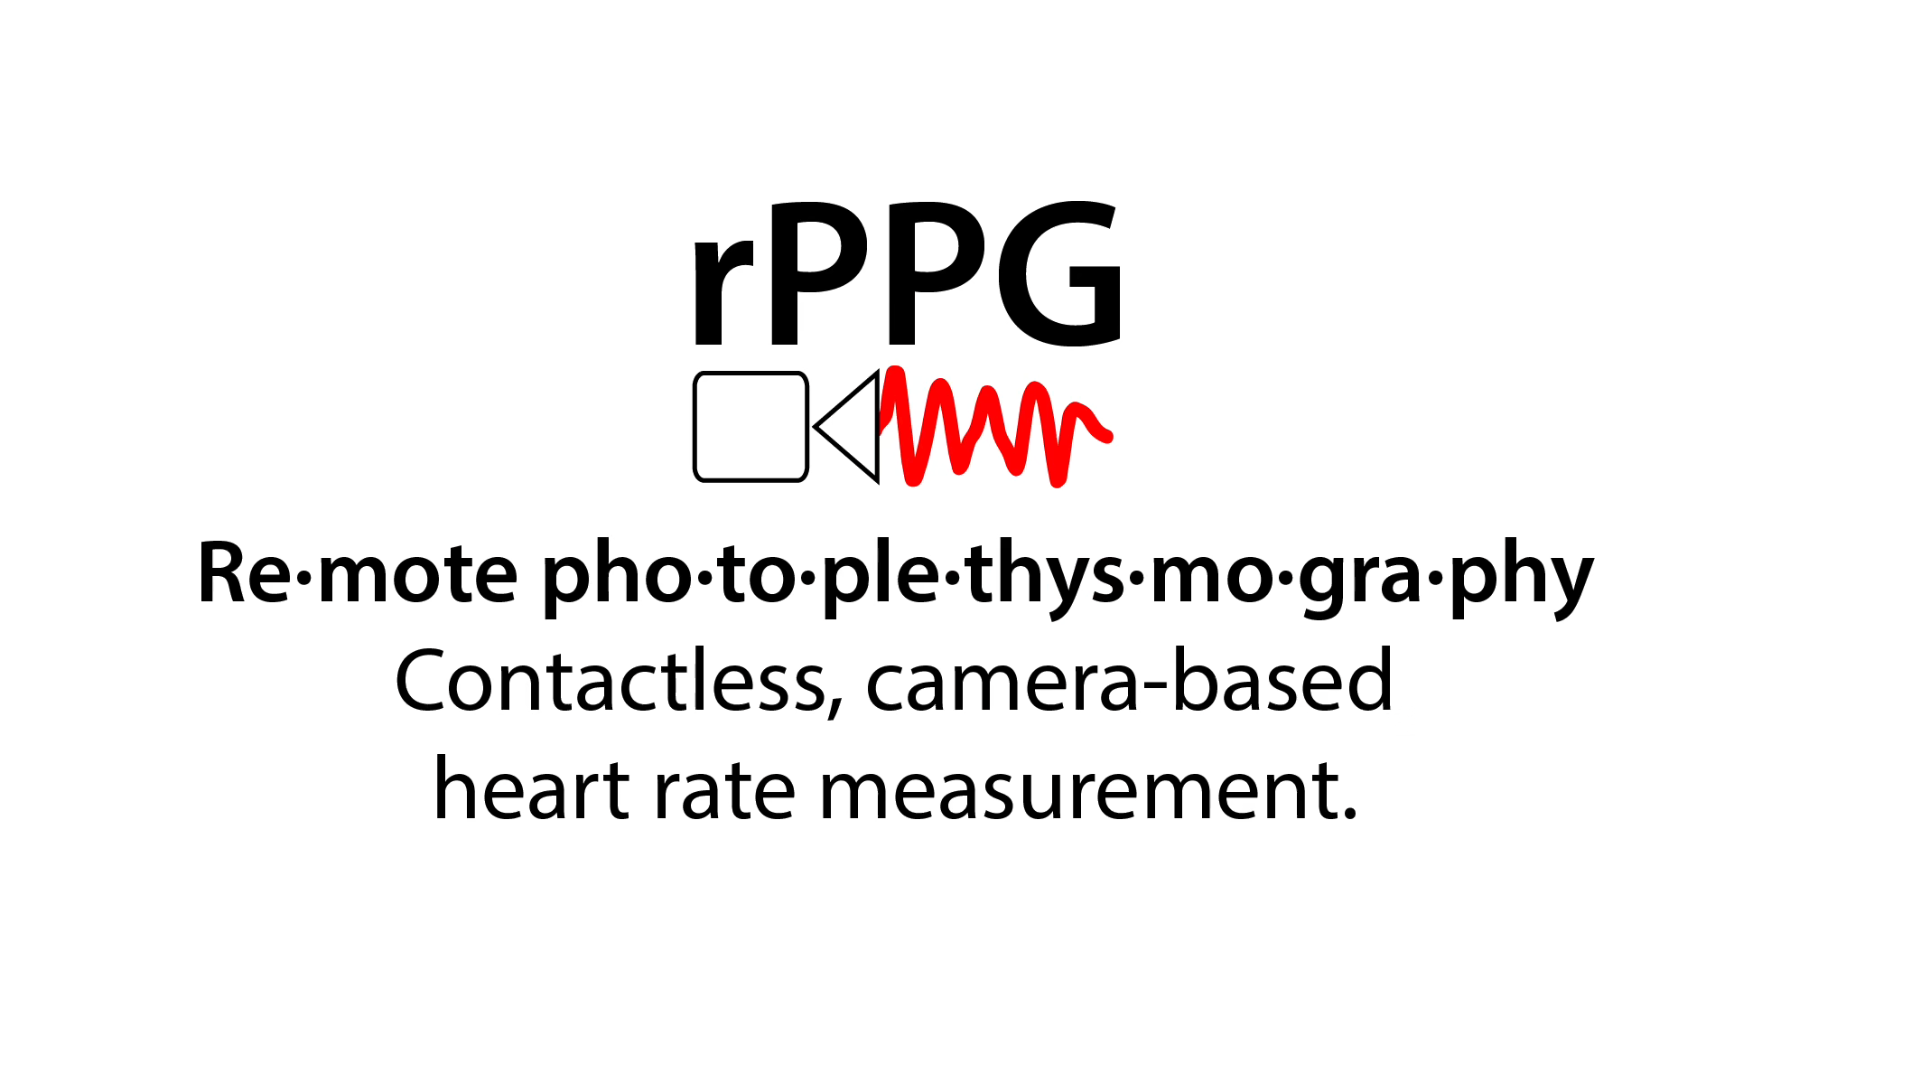 rPPG
Re·mote pho·to·ple·thys·mo·gra·phy
Contactless, camera-based
heart rate measurement.